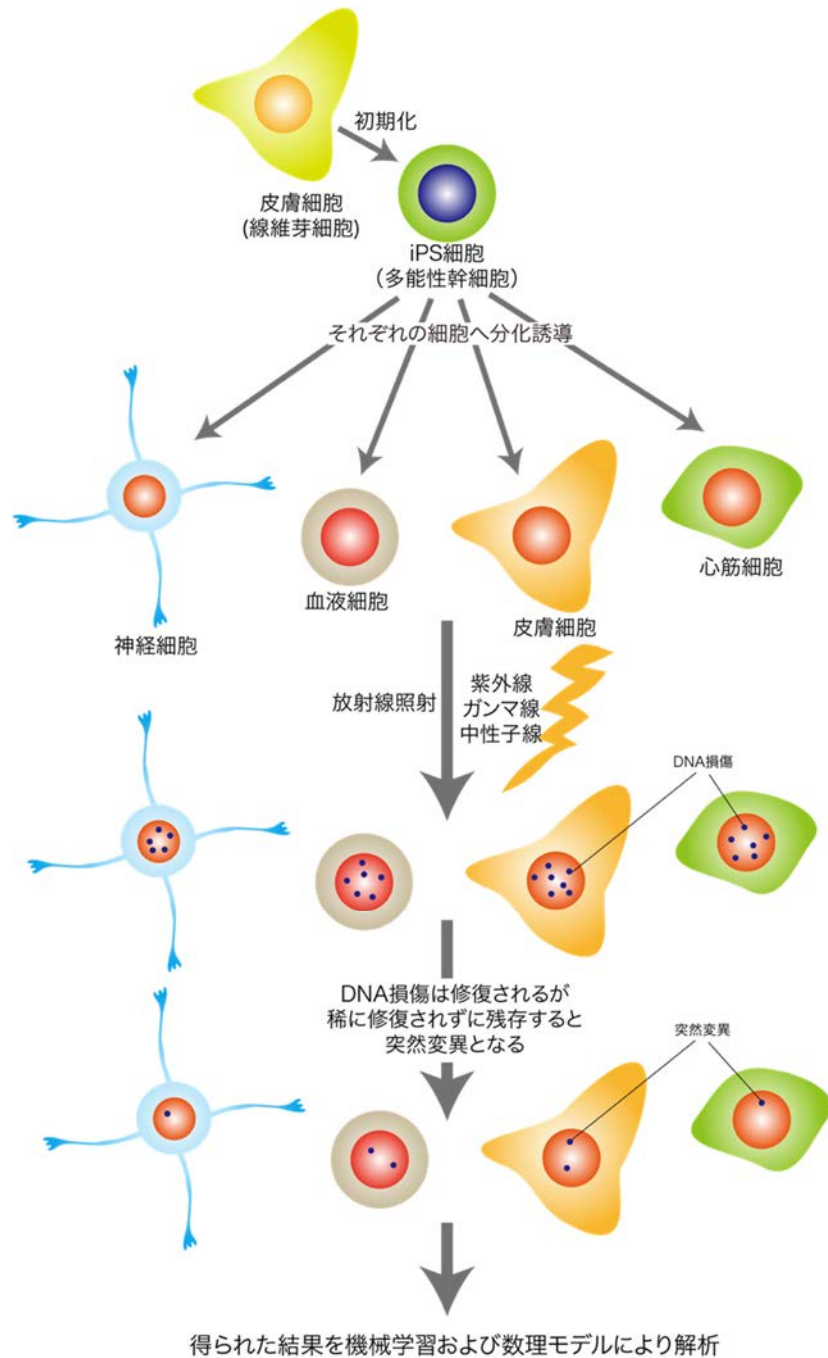 初期化
皮膚細胞
(線維芽細胞)
iPS細胞
（多能性幹細胞）
それぞれの細胞へ分化誘導
神経細胞
血液細胞
皮膚細胞
心筋細胞
放射線照射
紫外線
ガンマ線
中性子線
DNA損傷
DNA損傷は修復されるが
稀に修復されずに残存すると
突然変異となる
突然変異
得られた結果を機械学習および数理モデルにより解析